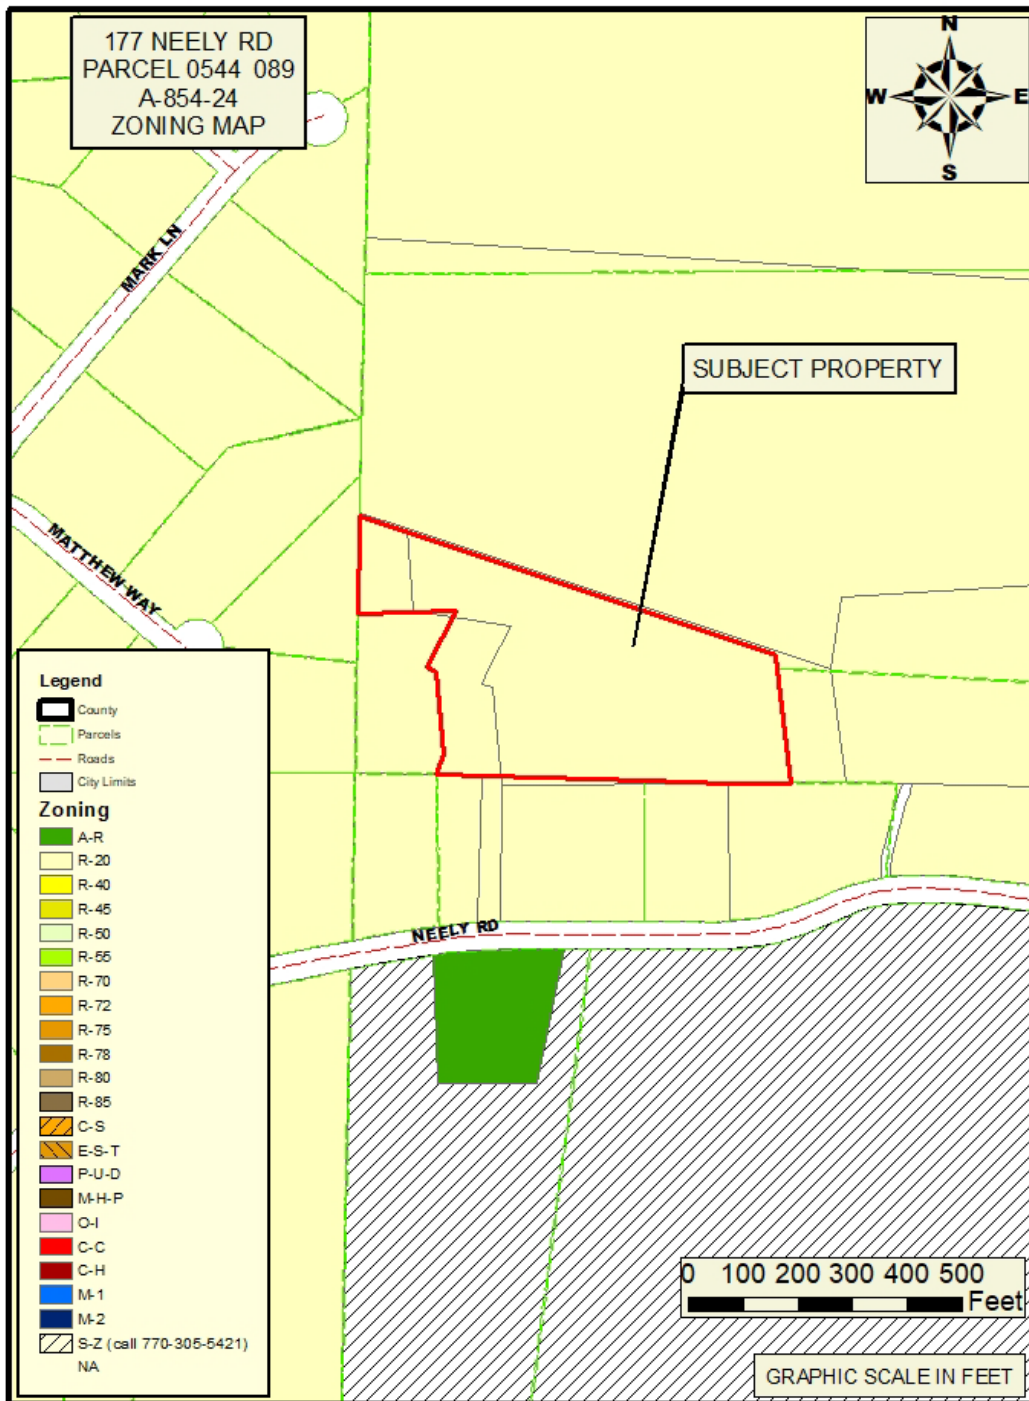 177 NEELY RD
PARCEL 0544 089
A-854-24
ZONING MAP
N
W E
S
MARK LN
SUBJECT PROPERTY
MATTHEW WAY
NEELY RD
Legend
County
Parcels
Roads
City Limits
Zoning
A-R
R-20
R-40
R-45
R-50
R-55
R-70
R-72
R-75
R-78
R-80
R-85
C-S
E-S-T
P-U-D
M-H-P
O-I
C-C
C-H
M-1
M-2
S-Z (call 770-305-5421)
NA
0 100 200 300 400 500
Feet
GRAPHIC SCALE IN FEET